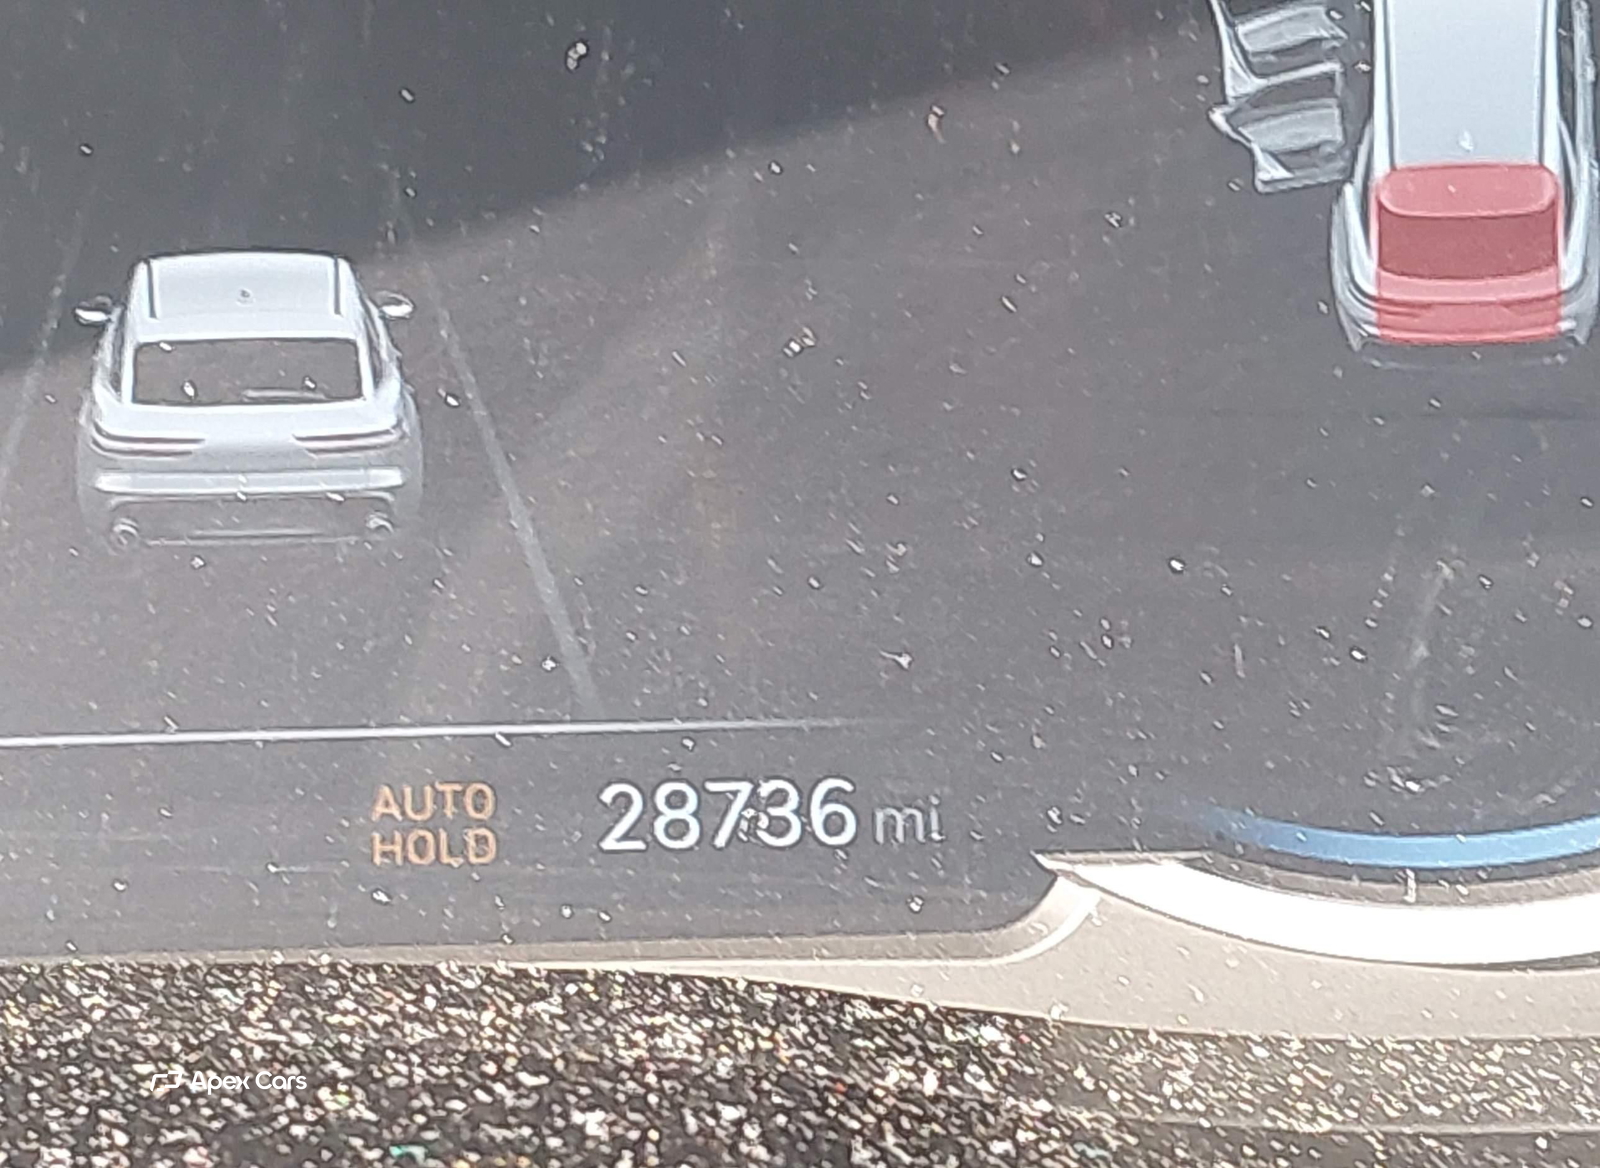 AUTO
HOLD
28736 mi
Apex Cars